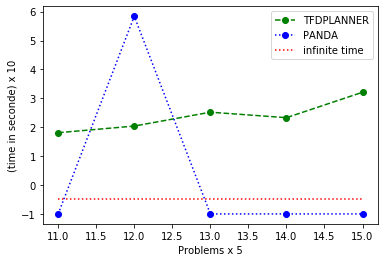 TFDPLANNER
PANDA
infinite time
6
5
4
3
2
1
0
−1
(time in seconde) x 10
11.0 11.5 12.0 12.5 13.0 13.5 14.0 14.5 15.0
Problems x 5